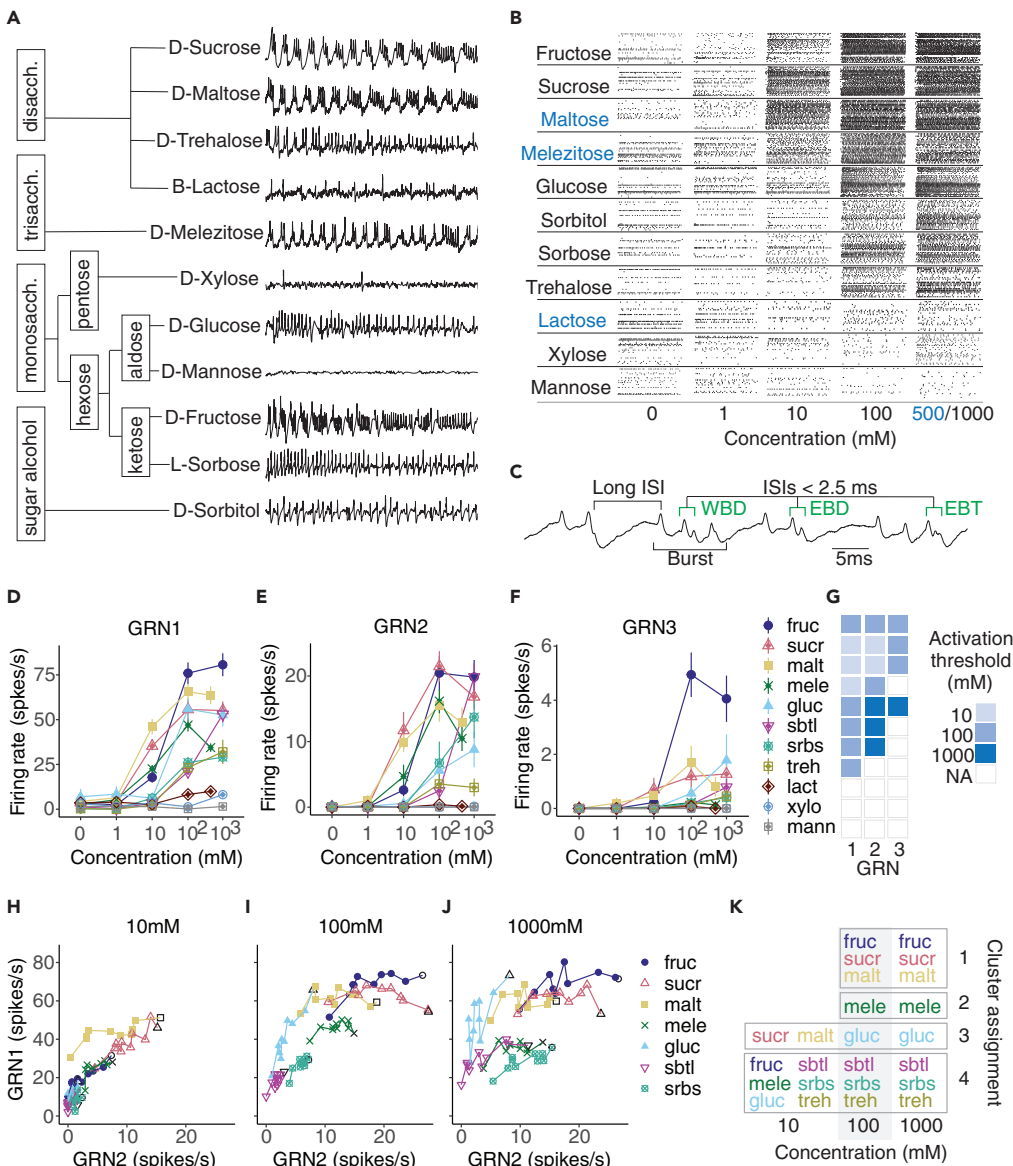 A
disacch.
trisacch.
monosacch.
sugar alcohol
pentose
hexose
aldose
ketose
D-Sucrose
D-Maltose
D-Trehalose
B-Lactose
D-Melezitose
D-Xylose
D-Glucose
D-Mannose
D-Fructose
L-Sorbose
D-Sorbitol
B
Fructose
Sucrose
Maltose
Melezitose
Glucose
Sorbitol
Sorbose
Trehalose
Lactose
Xylose
Mannose
0 1 10 100 500/1000
Concentration (mM)
C
Long ISI
ISIs < 2.5 ms
WBD
EBD
EBT
Burst
5ms
D
GRN1
Firing rate (spikes/s)
75
50
25
0
0 1 10 10² 10³
Concentration (mM)
E
GRN2
Firing rate (spikes/s)
20
10
0
0 1 10 10² 10³
Concentration (mM)
F
GRN3
Firing rate (spikes/s)
6
4
2
0
0 1 10 10² 10³
Concentration (mM)
fruc
sucr
malt
mele
gluc
sbtl
srbs
treh
lact
xylo
mann
G
Activation
threshold
(mM)
10
100
1000
NA
1 2 3
GRN
H
10mM
GRN1 (spikes/s)
80
60
40
20
0
0 10 20
GRN2 (spikes/s)
I
100mM
0 10 20
GRN2 (spikes/s)
J
1000mM
0 10 20
GRN2 (spikes/s)
fruc
sucr
malt
mele
gluc
sbtl
srbs
K
fruc fruc
sucr sucr
malt malt
1
mele mele
2
sucr malt gluc gluc
3
fruc sbtl sbtl sbtl
mele srbs srbs srbs
gluc treh treh treh
4
10 100 1000
Concentration (mM)
Cluster assignment